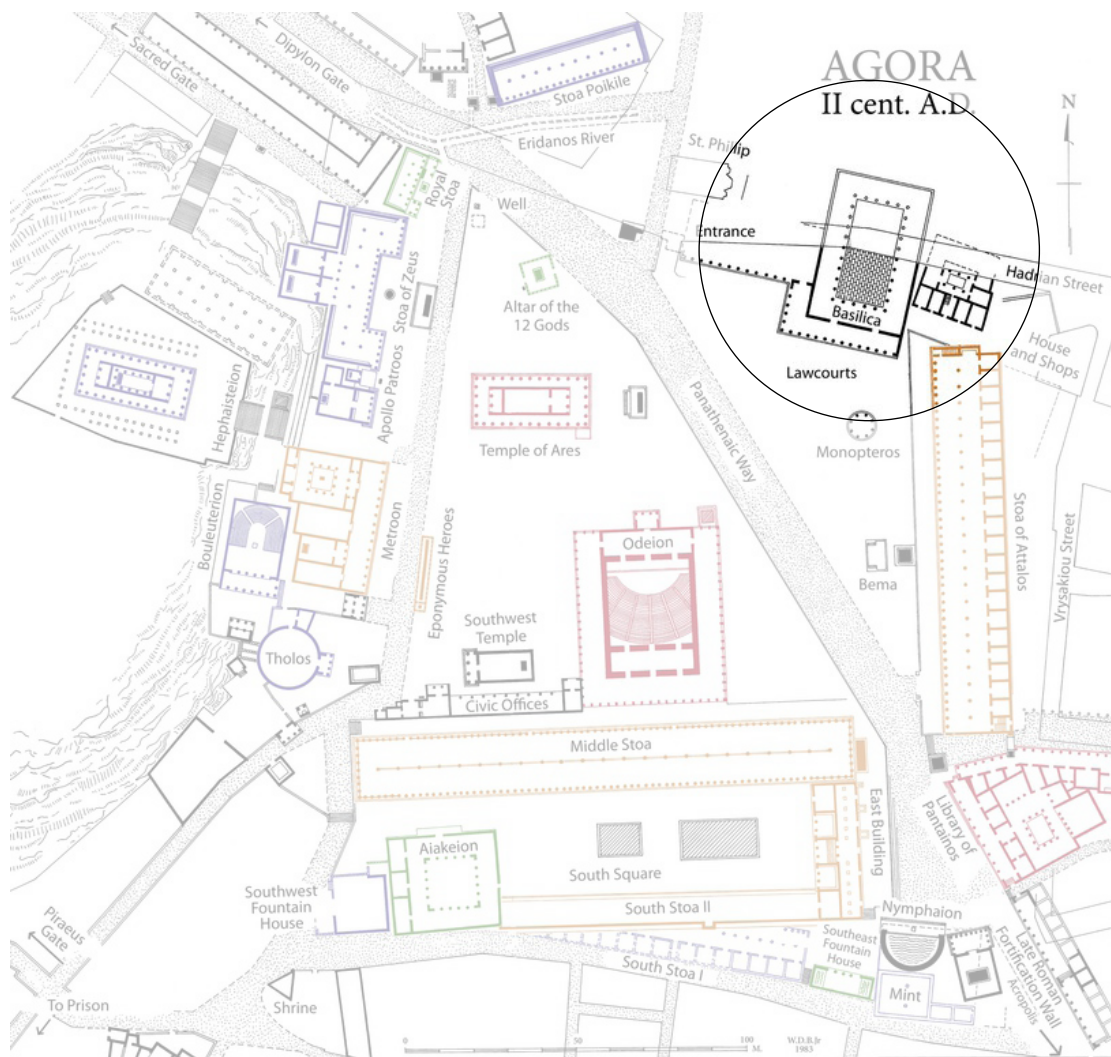 AGORA
II cent. A.D.
N
Sacred Gate
Dipylon Gate
Stoa Poikile
Eridanos River
St. Phillip
Royal
Stoa
Well
Entrance
Hadrian Street
Stoa of Zeus
Altar of the
12 Gods
Basilica
House
and Shops
Lawcourts
Hephaisteion
Apollo Patroos
Temple of Ares
Panathenaic Way
Monopteros
Bouleuterion
Metroon
Eponymous Heroes
Odeion
Bema
Stoa of Attalos
Vrysakiou Street
Southwest
Temple
Tholos
Civic Offices
Middle Stoa
East Building
Library of
Pantainos
Aiakeion
South Square
Southwest
Fountain
House
South Stoa II
Nymphaion
Southeast
Fountain
House
South Stoa I
Mint
Late Roman
Fortification Wall
Acropolis
Piraeus
Gate
To Prison
Shrine
0 50 100
M.
W.D.B.Jr
1983